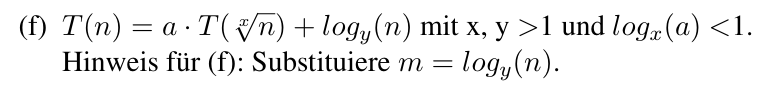 (f) T(n) = a · T(ˣ√n) + log_y(n) mit x, y >1 und log_x(a) <1.
Hinweis für (f): Substituiere m = log_y(n).